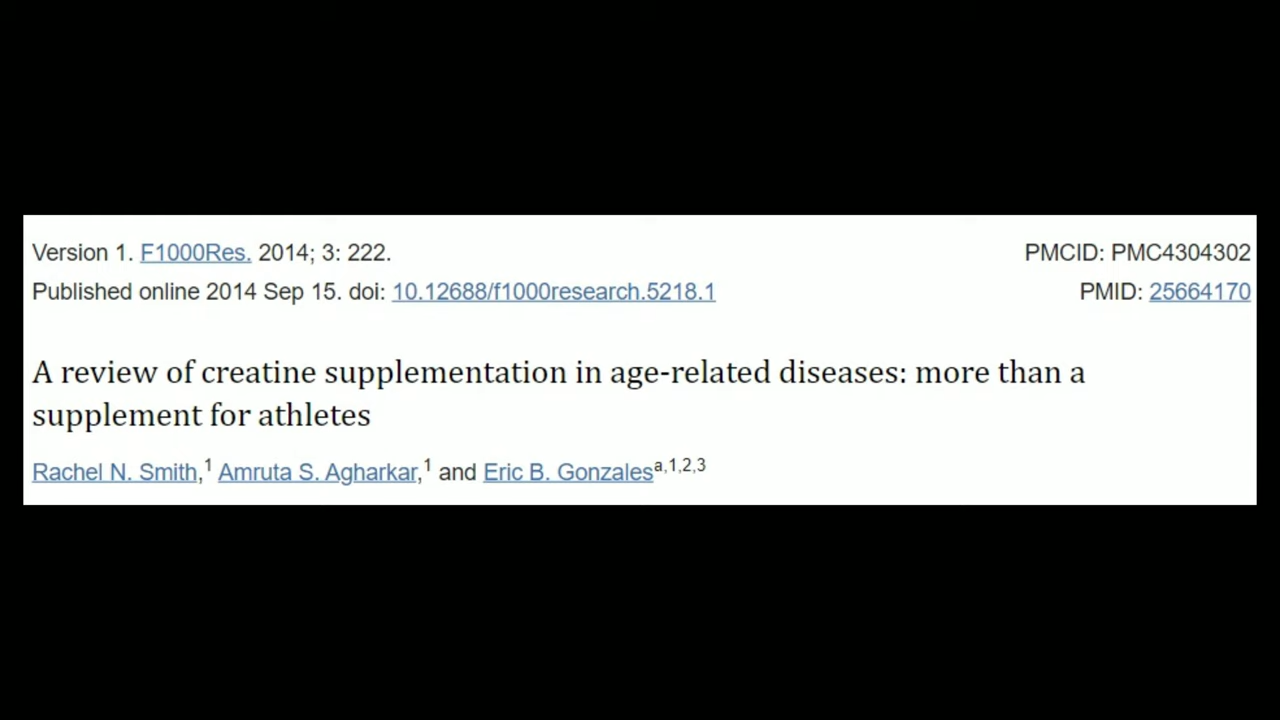 Version 1. F1000Res. 2014; 3: 222.
PMCID: PMC4304302
Published online 2014 Sep 15. doi: 10.12688/f1000research.5218.1
PMID: 25664170
A review of creatine supplementation in age-related diseases: more than a
supplement for athletes
Rachel N. Smith,1 Amruta S. Agharkar,1 and Eric B. Gonzalesa,1,2,3